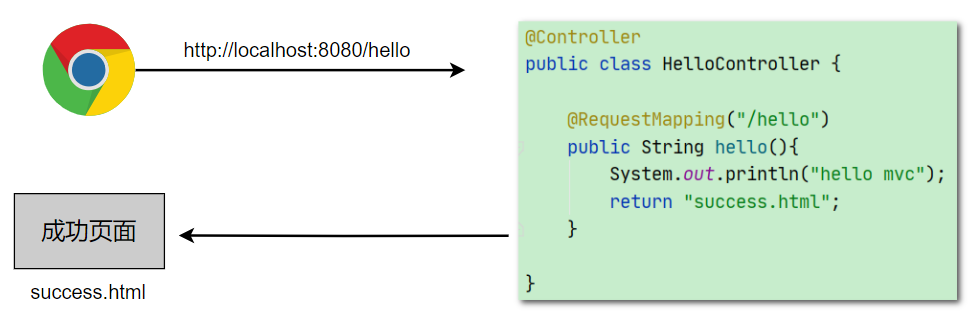 http://localhost:8080/hello
@Controller
public class HelloController {
@RequestMapping("/hello")
public String hello(){
System.out.println("hello mvc");
return "success.html";
}
}
成功页面
success.html